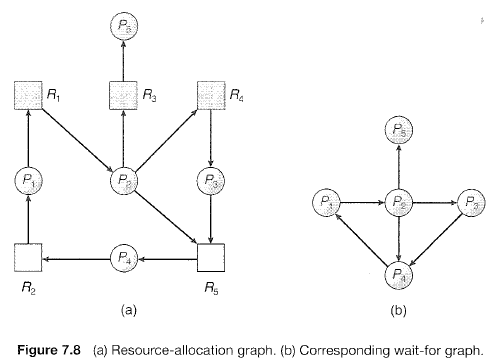 P5
R1
R3
R4
P5
P1
P2
P3
P1
P2
P3
P4
P4
R2
R5
(a)
(b)
Figure 7.8 (a) Resource-allocation graph. (b) Corresponding wait-for graph.